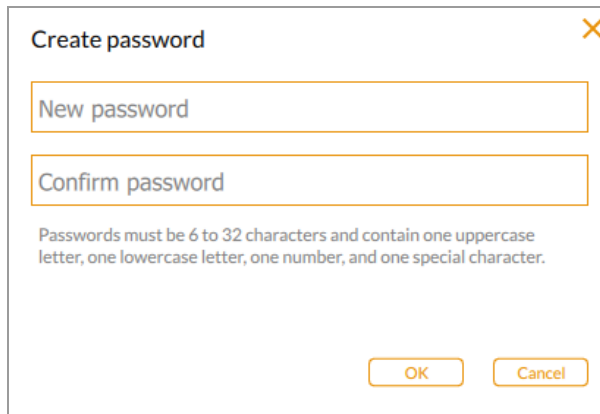 Create password
New password
Confirm password
Passwords must be 6 to 32 characters and contain one uppercase
letter, one lowercase letter, one number, and one special character.
OK
Cancel